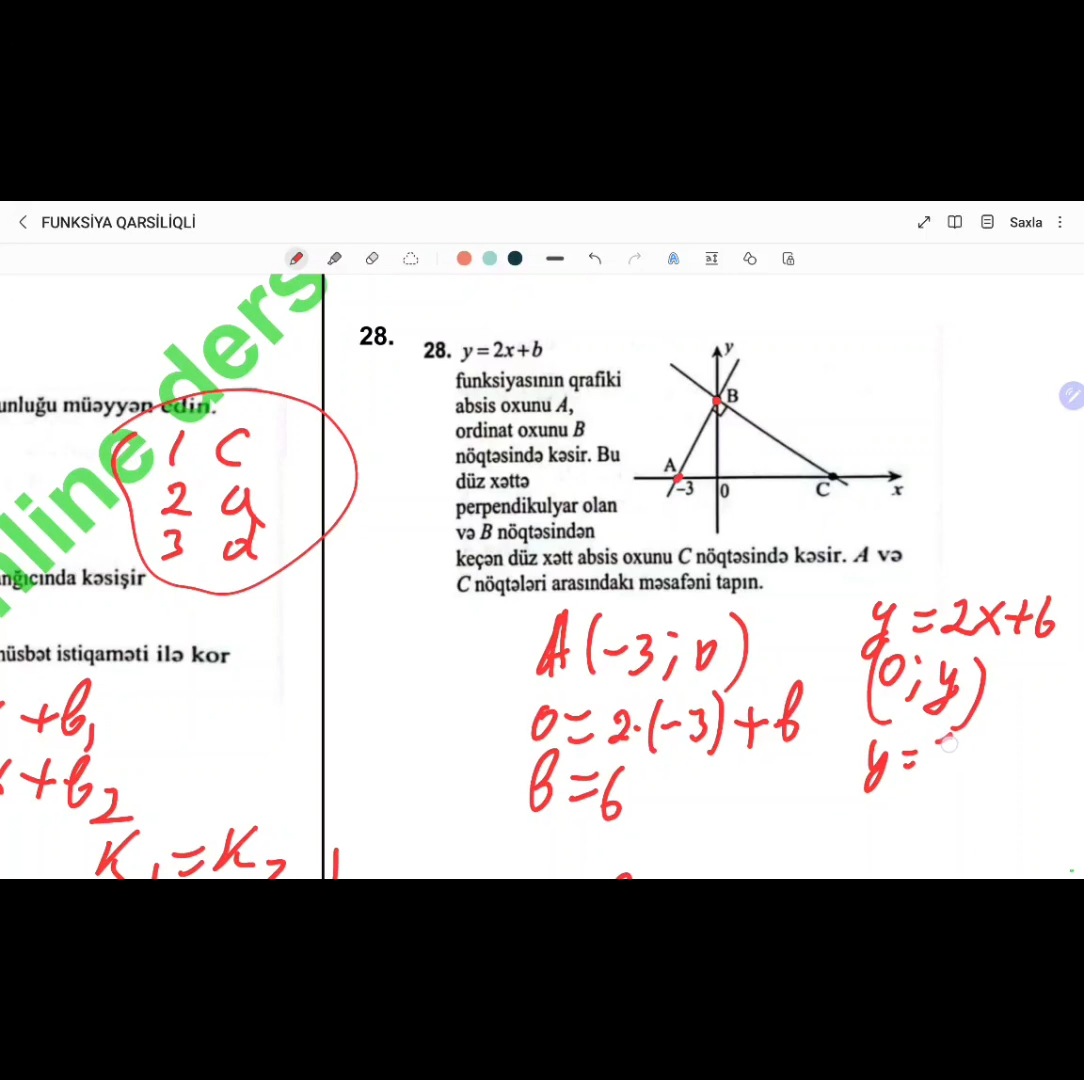 FUNKSİYA QARSİLİQLİ
Saxla
online ders
unluğu müəyyən edin.
1 C
2 a
3 d
nğıcında kəsişir
müsbət istiqaməti ilə kor
+b₁
+b₂
K₁=K₂
28.
28. y=2x+b
funksiyasının qrafiki
absis oxunu A,
ordinat oxunu B
nöqtəsində kəsir. Bu
düz xəttə
perpendikulyar olan
və B nöqtəsindən
keçən düz xətt absis oxunu C nöqtəsində kəsir. A və
C nöqtələri arasındakı məsafəni tapın.
y
B
A
-3
0
C
x
A(-3;0)
0=2·(-3)+b
b=6
y=2x+6
(0;y)
y=